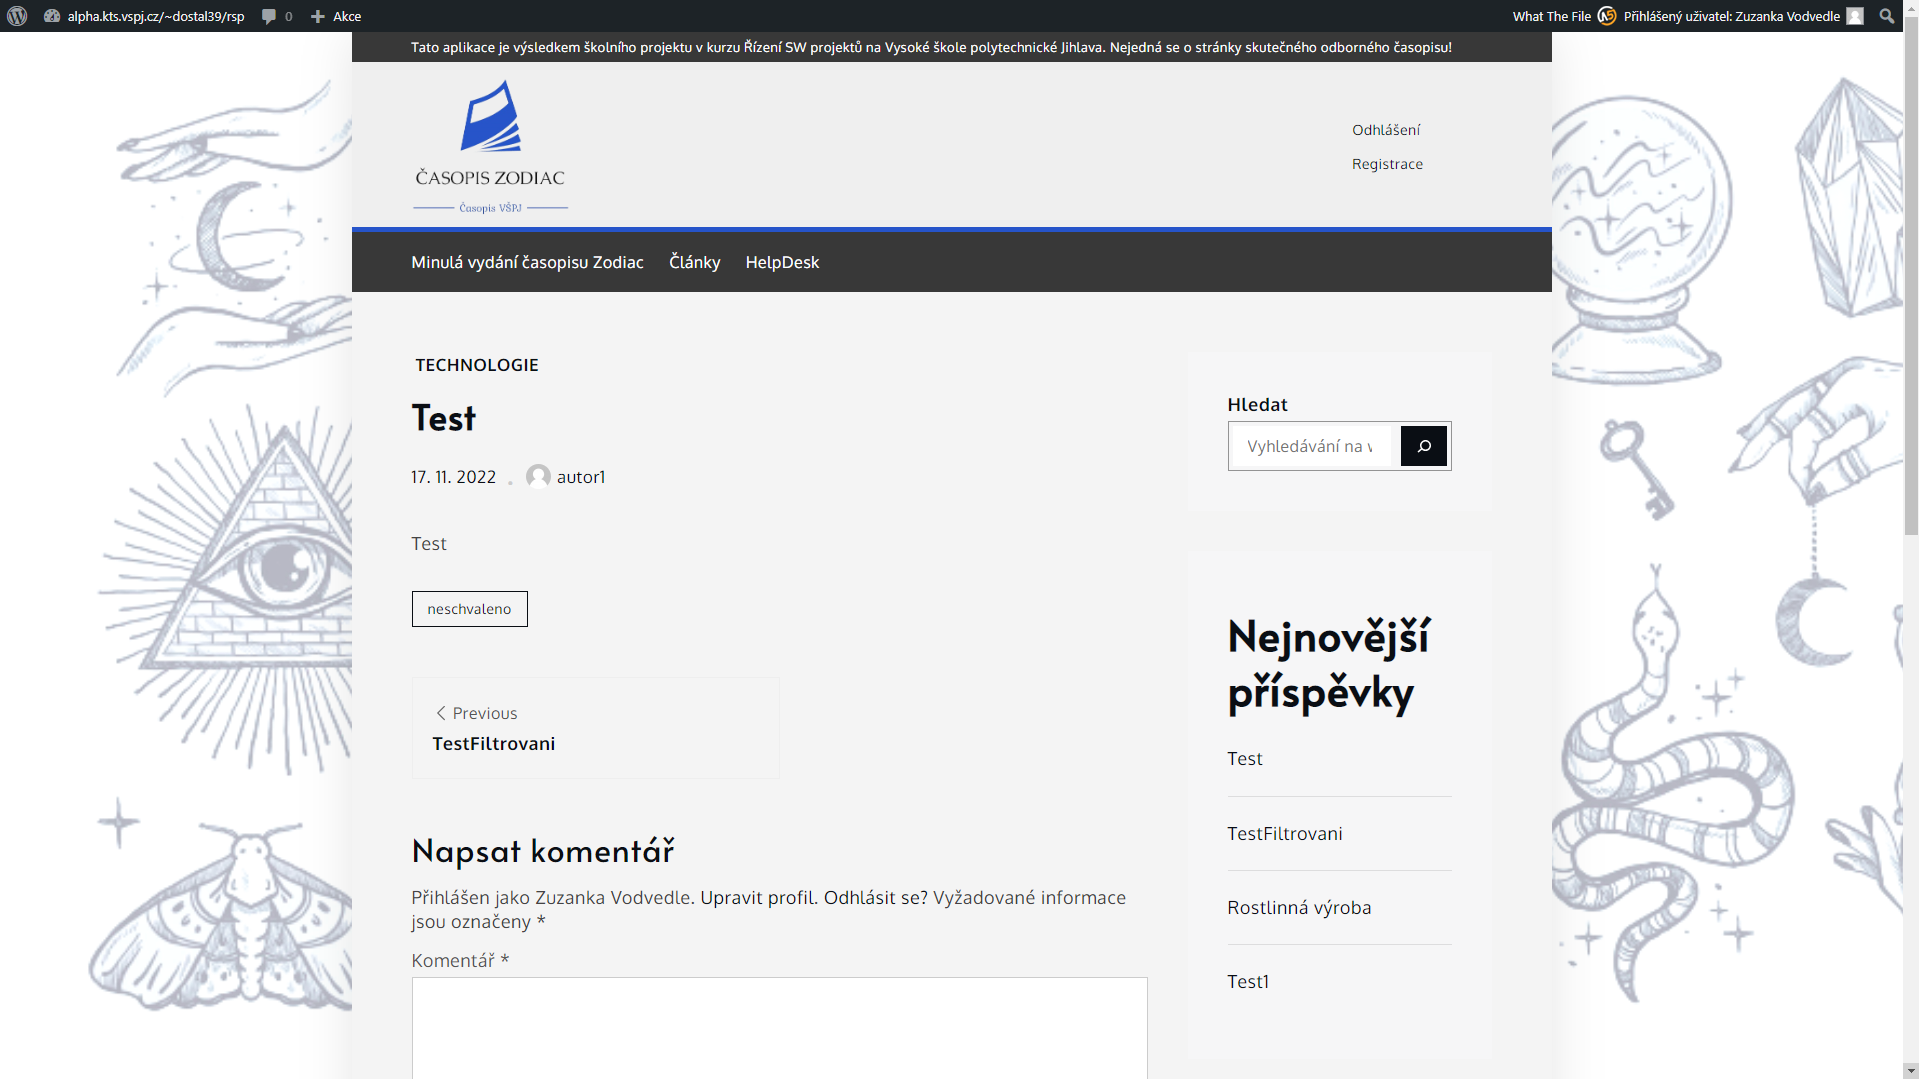 alpha.kts.vspj.cz/~dostal39/rsp 0 Akce What The File Přihlášený uživatel: Zuzanka Vodvedle
Tato aplikace je výsledkem školního projektu v kurzu Řízení SW projektů na Vysoké škole polytechnické Jihlava. Nejedná se o stránky skutečného odborného časopisu!
ČASOPIS ZODIAC
Časopis VŠPJ
Odhlášení
Registrace
Minulá vydání časopisu Zodiac Články HelpDesk
TECHNOLOGIE
Test
17. 11. 2022 autor1
Test
neschvaleno
Previous
TestFiltrovani
Napsat komentář
Přihlášen jako Zuzanka Vodvedle. Upravit profil. Odhlásit se? Vyžadované informace
jsou označeny *
Komentář *
Hledat
Vyhledávání na v
Nejnovější
příspěvky
Test
TestFiltrovani
Rostlinná výroba
Test1